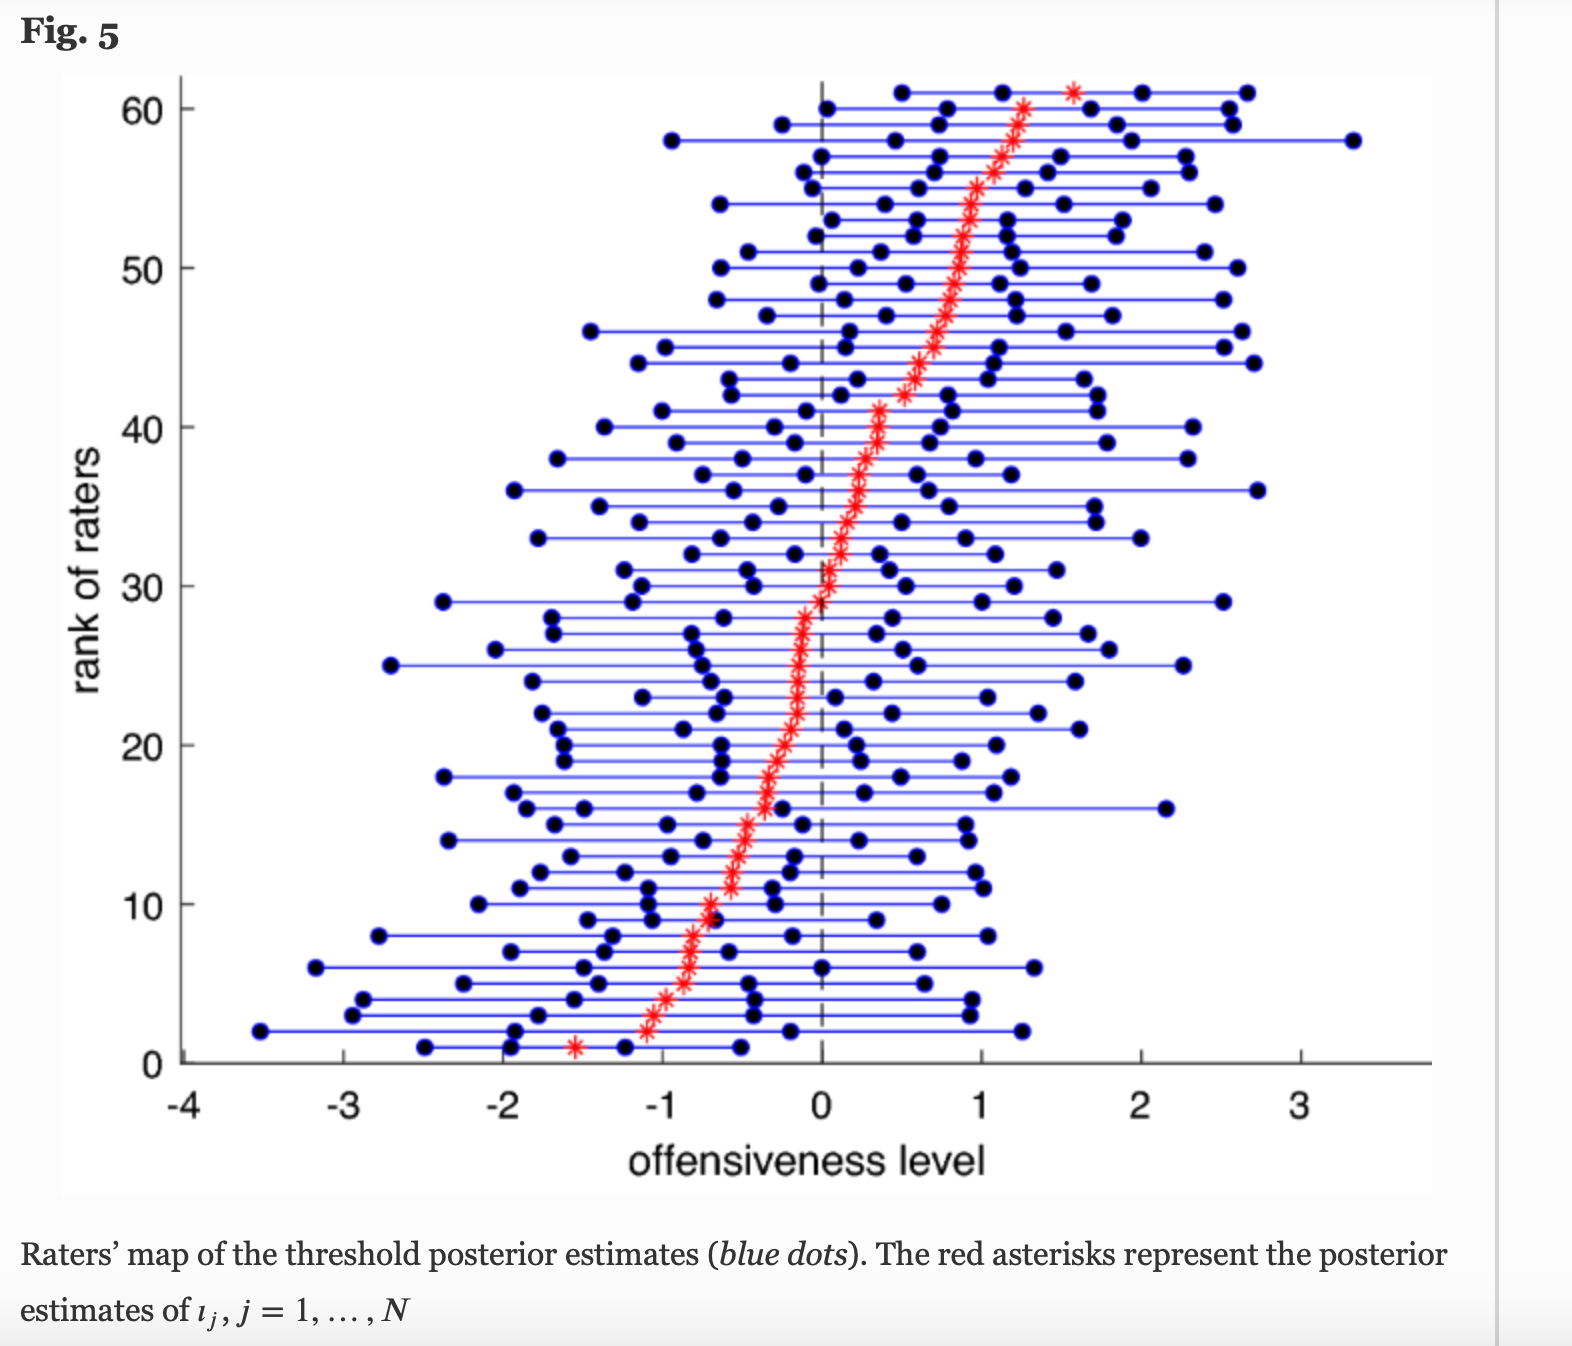 Fig. 5
60
50
40
30
20
10
0
rank of raters
-4 -3 -2 -1 0 1 2 3
offensiveness level
Raters’ map of the threshold posterior estimates (blue dots). The red asterisks represent the posterior
estimates of ιj, j = 1, … , N